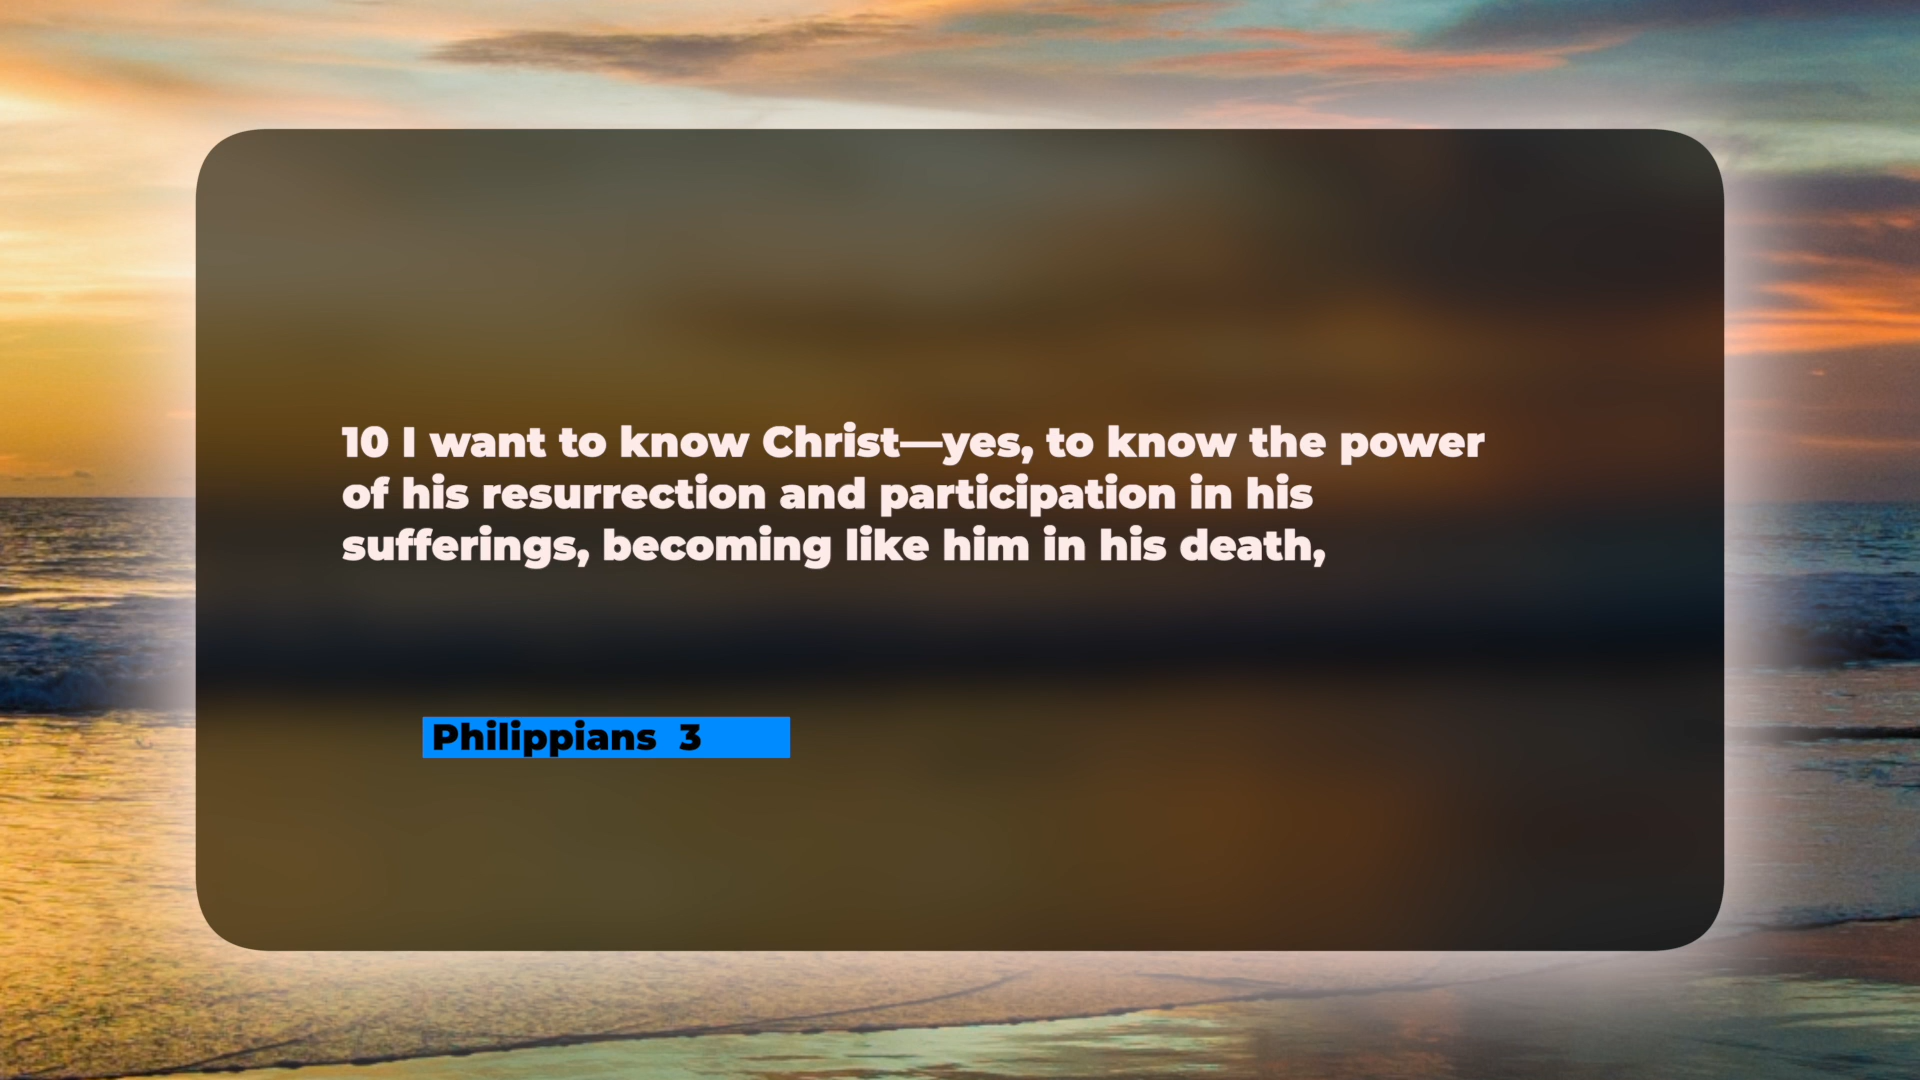 10 I want to know Christ—yes, to know the power
of his resurrection and participation in his
sufferings, becoming like him in his death,
Philippians 3